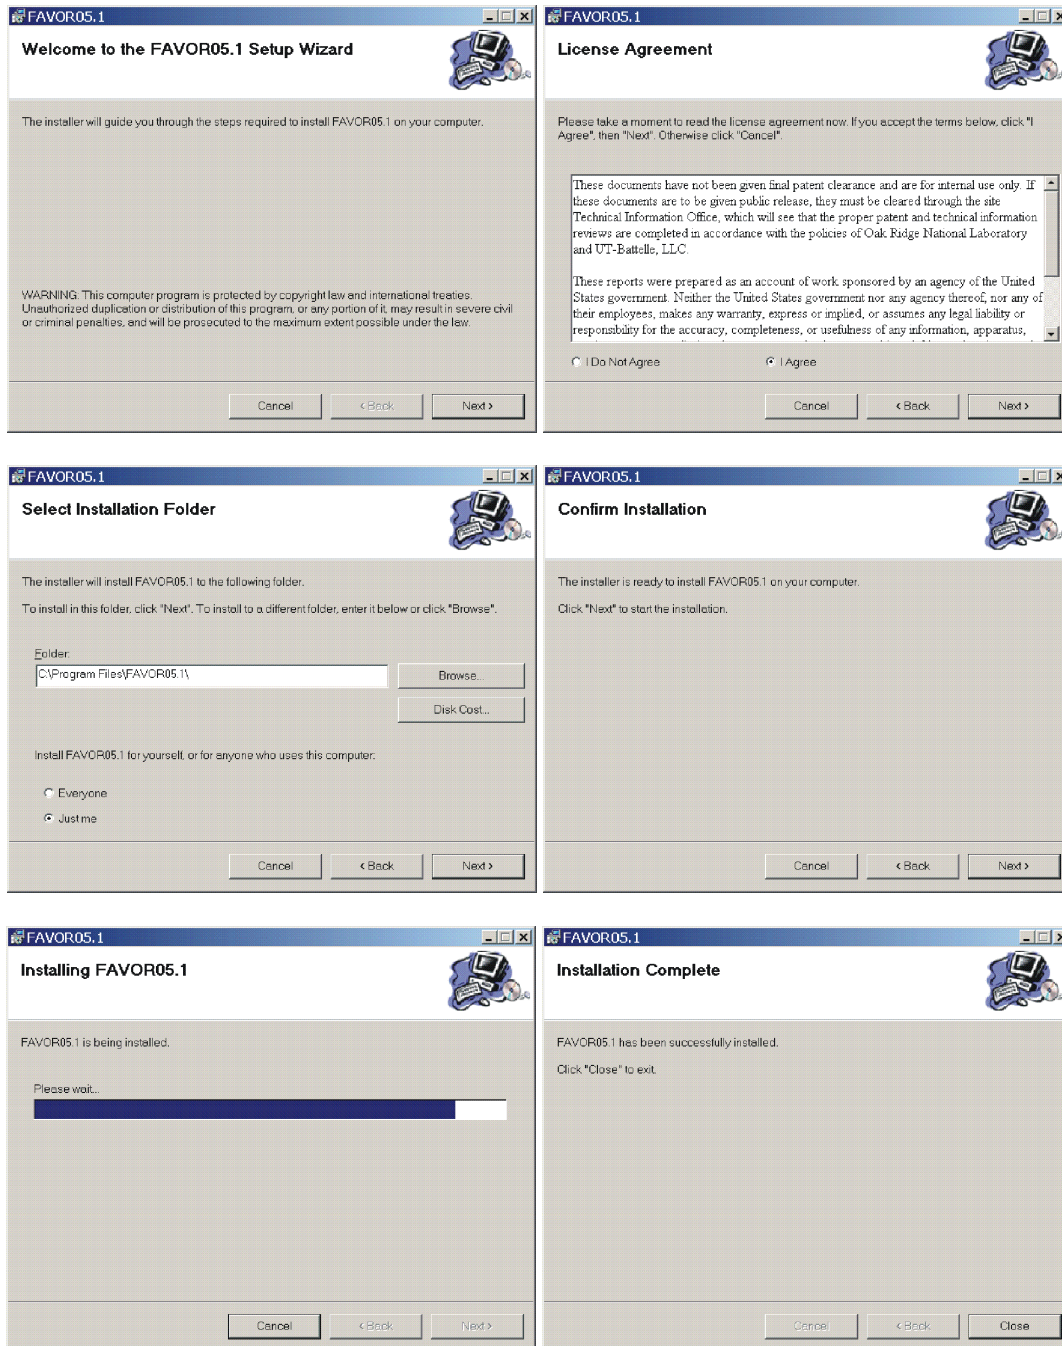 FAVOR05.1
Welcome to the FAVOR05.1 Setup Wizard
The installer will guide you through the steps required to install FAVOR05.1 on your computer.
WARNING: This computer program is protected by copyright law and international treaties.
Unauthorized duplication or distribution of this program, or any portion of it, may result in severe civil
or criminal penalties, and will be prosecuted to the maximum extent possible under the law.
Cancel
< Back
Next >
FAVOR05.1
License Agreement
Please take a moment to read the license agreement now. If you accept the terms below, click "I
Agree", then "Next". Otherwise click "Cancel".
These documents have not been given final patent clearance and are for internal use only. If
these documents are to be given public release, they must be cleared through the site
Technical Information Office, which will see that the proper patent and technical information
reviews are completed in accordance with the policies of Oak Ridge National Laboratory
and UT-Battelle, LLC.
These reports were prepared as an account of work sponsored by an agency of the United
States government. Neither the United States government nor any agency thereof, nor any of
their employees, makes any warranty, express or implied, or assumes any legal liability or
responsibility for the accuracy, completeness, or usefulness of any information, apparatus,
I Do Not Agree
I Agree
Cancel
< Back
Next >
FAVOR05.1
Select Installation Folder
The installer will install FAVOR05.1 to the following folder.
To install in this folder, click "Next". To install to a different folder, enter it below or click "Browse".
Folder:
C:\Program Files\FAVOR05.1\
Browse...
Disk Cost...
Install FAVOR05.1 for yourself, or for anyone who uses this computer:
Everyone
Just me
Cancel
< Back
Next >
FAVOR05.1
Confirm Installation
The installer is ready to install FAVOR05.1 on your computer.
Click "Next" to start the installation.
Cancel
< Back
Next >
FAVOR05.1
Installing FAVOR05.1
FAVOR05.1 is being installed.
Please wait...
Cancel
< Back
Next >
FAVOR05.1
Installation Complete
FAVOR05.1 has been successfully installed.
Click "Close" to exit.
Cancel
< Back
Close